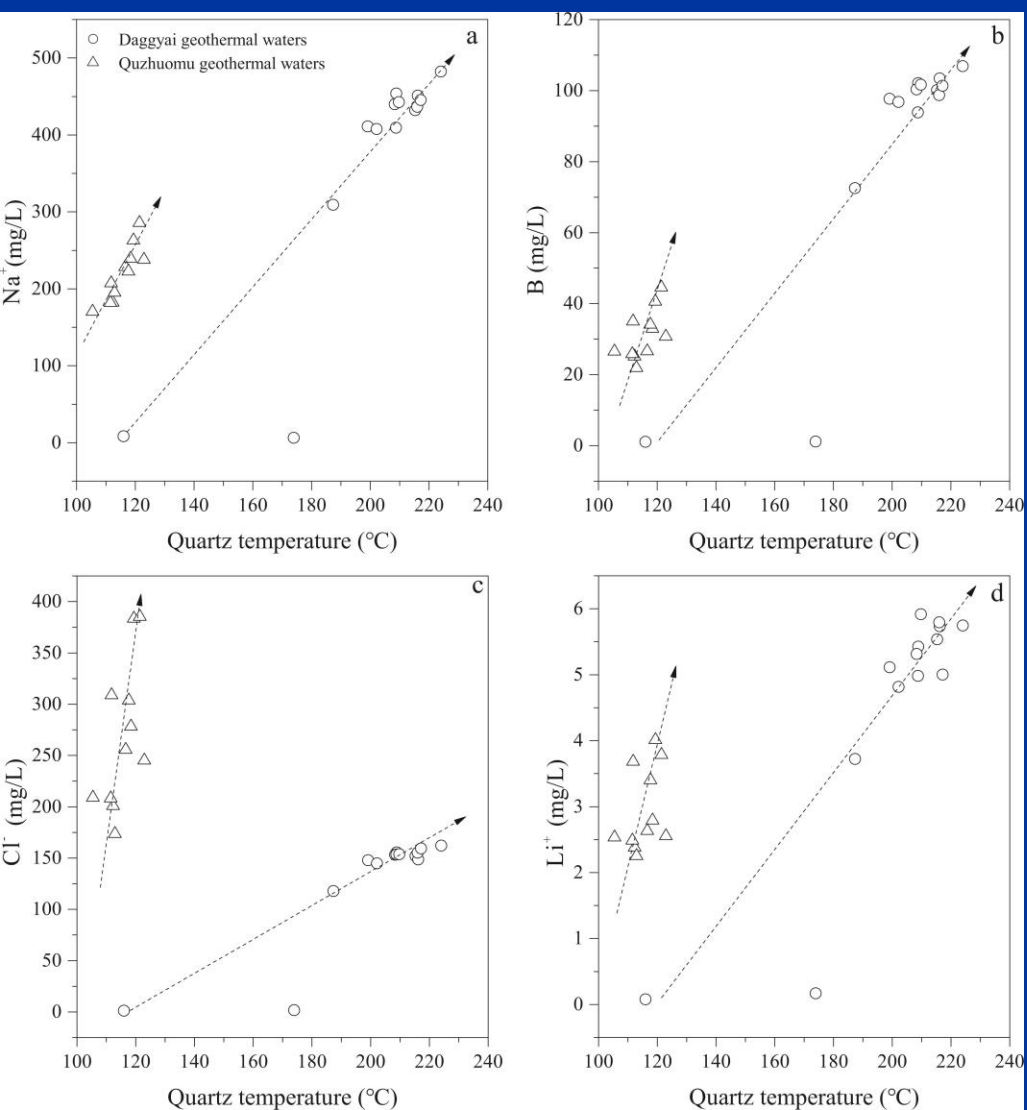 a
Daggyai geothermal waters
Quzhuomu geothermal waters
500
400
300
200
100
0
Na⁺(mg/L)
100 120 140 160 180 200 220 240
Quartz temperature (°C)
b
120
100
80
60
40
20
0
B (mg/L)
100 120 140 160 180 200 220 240
Quartz temperature (°C)
c
400
350
300
250
200
150
100
50
0
Cl⁻ (mg/L)
100 120 140 160 180 200 220 240
Quartz temperature (°C)
d
6
5
4
3
2
1
0
Li⁺ (mg/L)
100 120 140 160 180 200 220 240
Quartz temperature (°C)